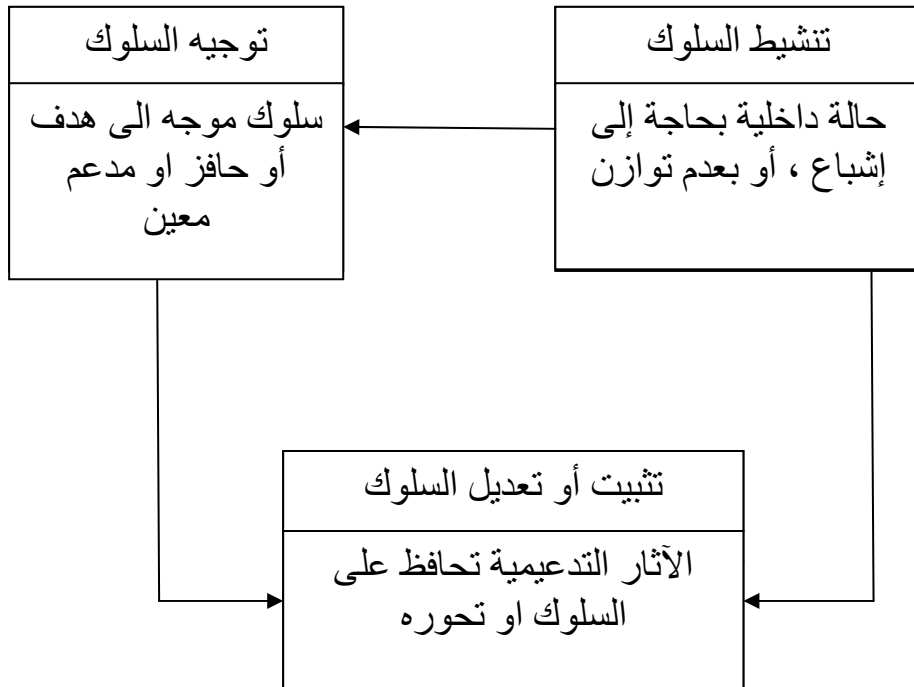 تنشيط السلوك
حالة داخلية بحاجة إلى
إشباع ، أو بعدم توازن
توجيه السلوك
سلوك موجه الى هدف
أو حافز او مدعم
معين
تثبيت أو تعديل السلوك
الآثار التدعيمية تحافظ على
السلوك او تحوره